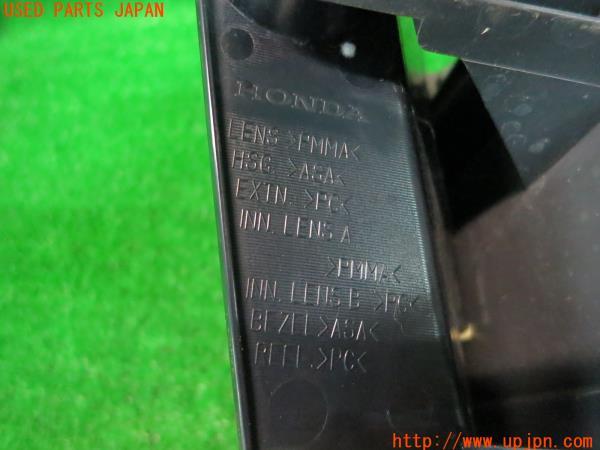 USED PARTS JAPAN
HONDA
LENS >PMMA<
HSG. >ASA<
EXTN. >PC<
INN. LENS A
>PMMA<
INN. LENS B >PC<
BEZEL >ASA<
REFL. >PC<
http://www.upjpn.com/